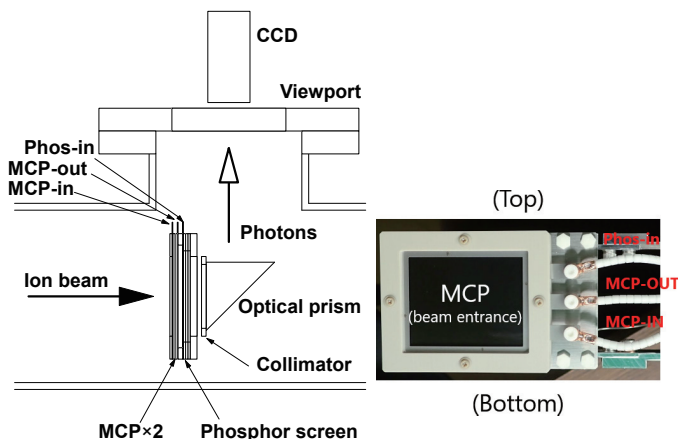 CCD
Viewport
Phos-in
MCP-out
MCP-in
Photons
Ion beam
Optical prism
Collimator
MCP×2
Phosphor screen
(Top)
Phos-in
MCP-OUT
MCP
(beam entrance)
MCP-IN
(Bottom)